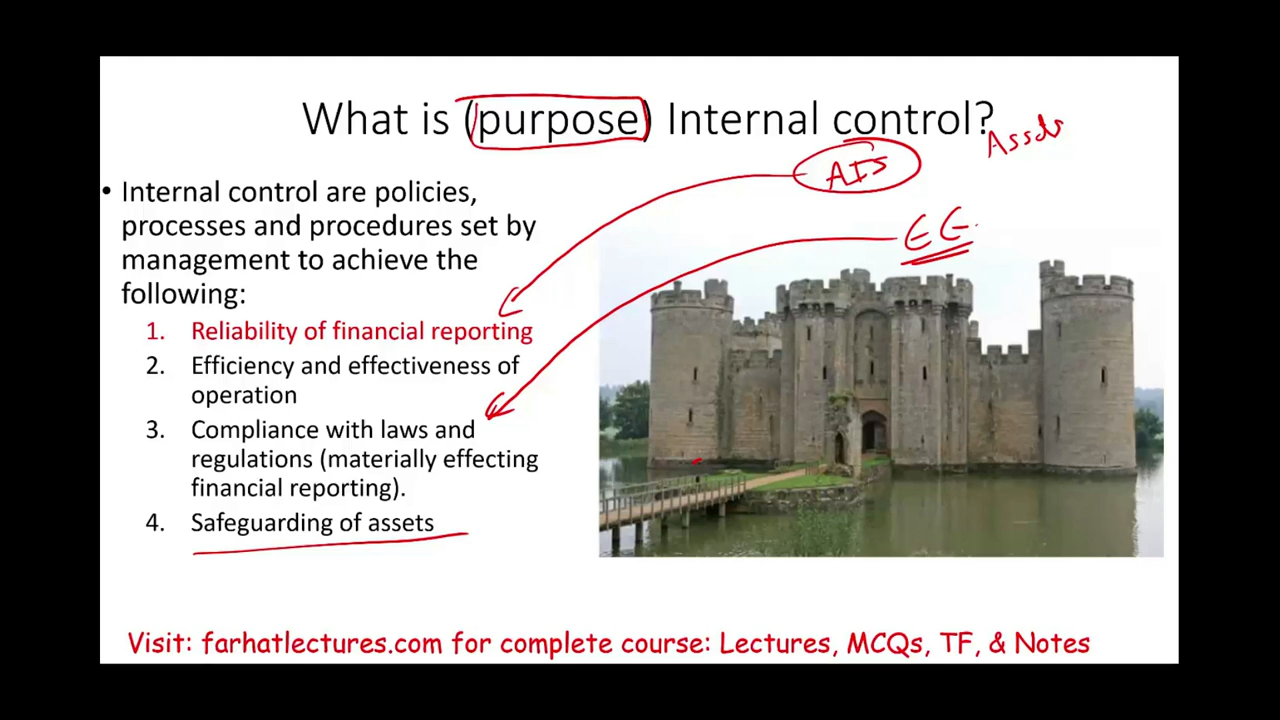 What is (purpose) Internal control?
Assets
AIS
EE
• Internal control are policies,
processes and procedures set by
management to achieve the
following:
1. Reliability of financial reporting
2. Efficiency and effectiveness of
operation
3. Compliance with laws and
regulations (materially effecting
financial reporting).
4. Safeguarding of assets
Visit: farhatlectures.com for complete course: Lectures, MCQs, TF, & Notes